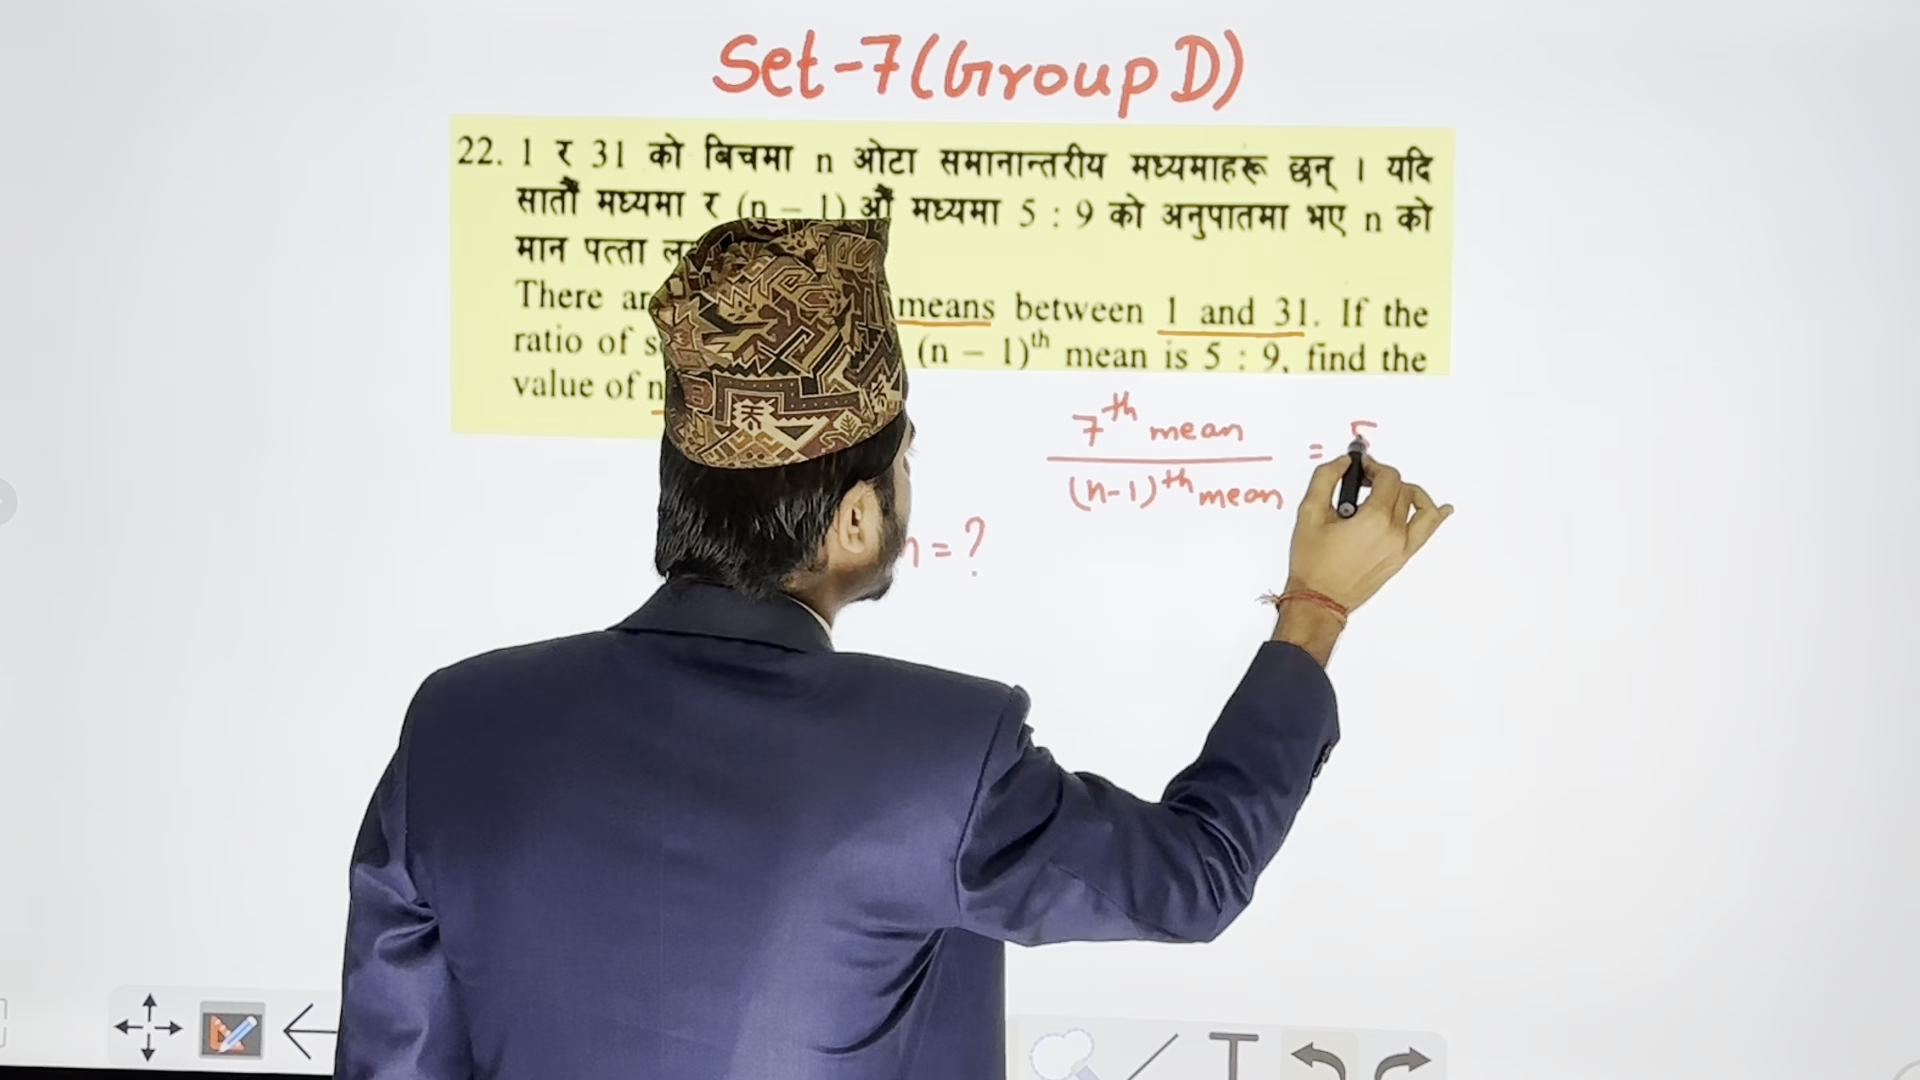 Set-7 (Group D)
22. 1 र 31 को बिचमा n ओटा समानान्तरीय मध्यमाहरू छन् । यदि
सातौं मध्यमा र (n – 1) औं मध्यमा 5 : 9 को अनुपातमा भए n को
मान पत्ता
There means between 1 and 31. If the
ratio of (n – 1)th mean is 5 : 9, find the
value of n
7th mean
= 5
(n-1)th mean
n = ?
T